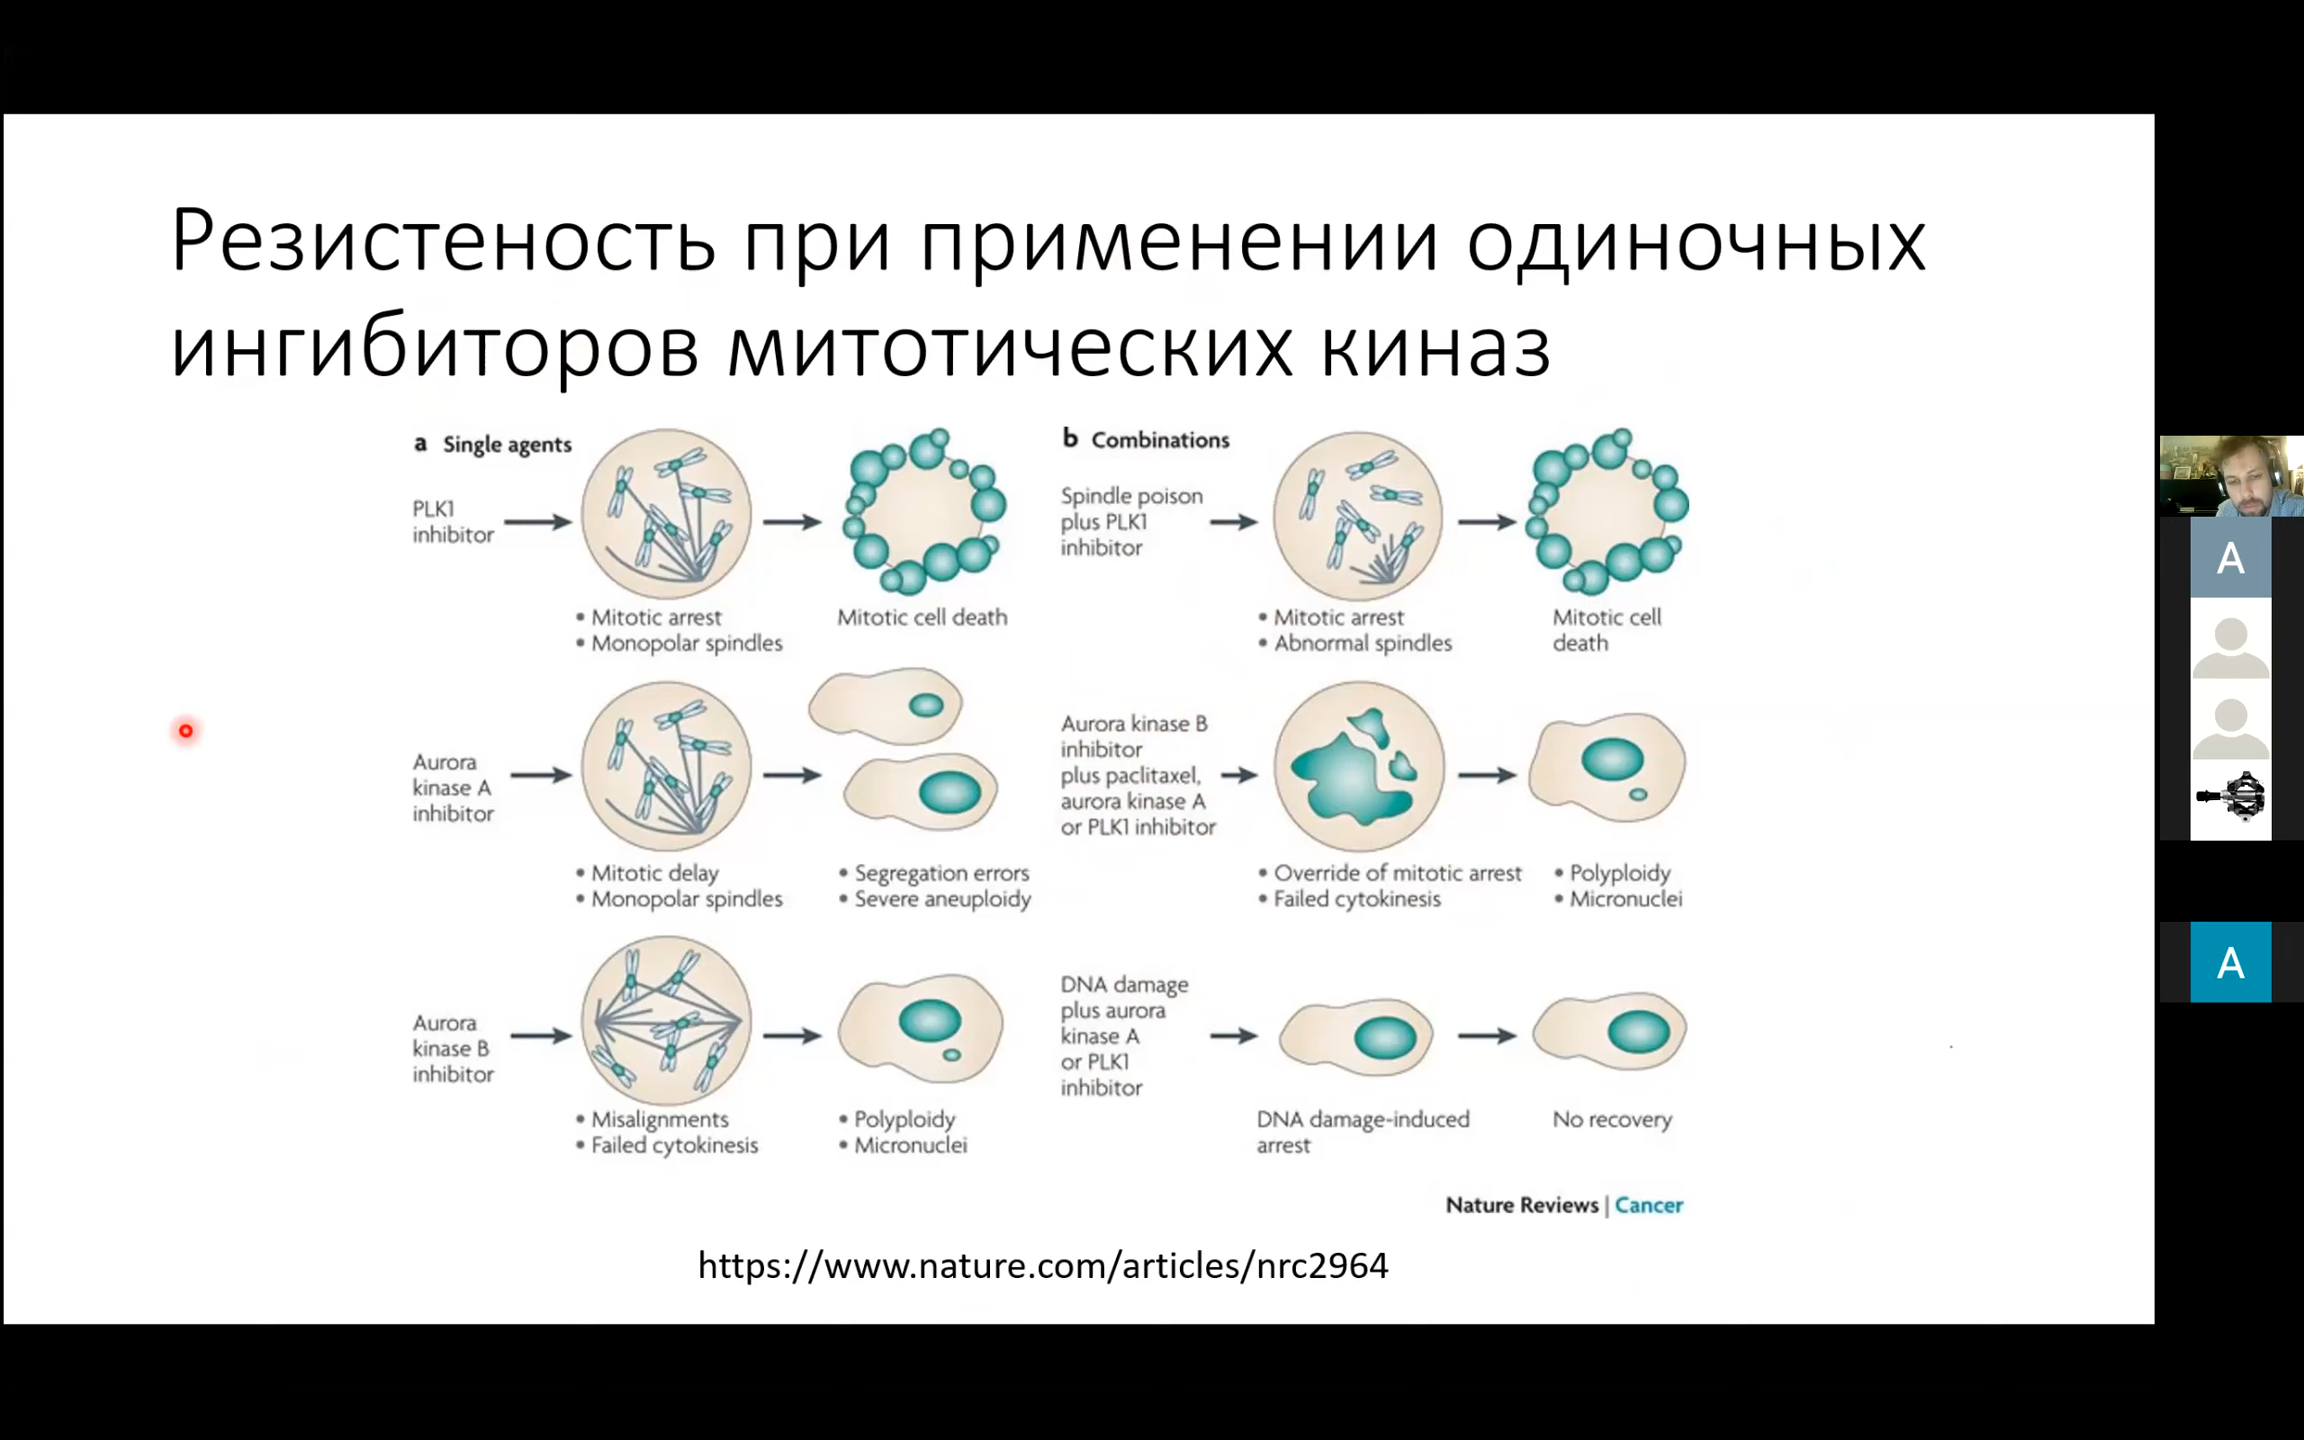 Резистеность при применении одиночных
ингибиторов митотических киназ
a Single agents
PLK1
inhibitor
• Mitotic arrest
• Monopolar spindles
Mitotic cell death
Aurora
kinase A
inhibitor
• Mitotic delay
• Monopolar spindles
• Segregation errors
• Severe aneuploidy
Aurora
kinase B
inhibitor
• Misalignments
• Failed cytokinesis
• Polyploidy
• Micronuclei
b Combinations
Spindle poison
plus PLK1
inhibitor
• Mitotic arrest
• Abnormal spindles
Mitotic cell
death
Aurora kinase B
inhibitor
plus paclitaxel,
aurora kinase A
or PLK1 inhibitor
• Override of mitotic arrest
• Failed cytokinesis
• Polyploidy
• Micronuclei
DNA damage
plus aurora
kinase A
or PLK1
inhibitor
DNA damage-induced
arrest
No recovery
Nature Reviews | Cancer
https://www.nature.com/articles/nrc2964
A
A